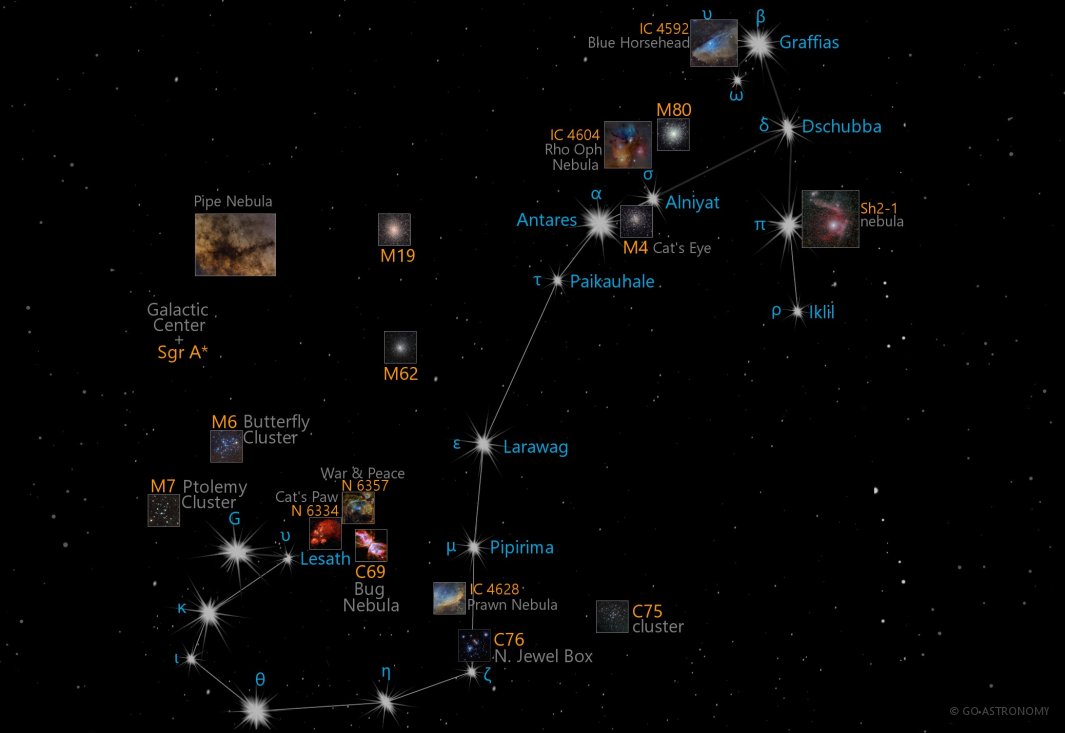 υ
β
IC 4592
Blue Horsehead
Graffias
ω
M80
δ
Dschubba
IC 4604
Rho Oph
Nebula
σ
α
Alniyat
Antares
M4 Cat's Eye
π
Sh2-1
nebula
Pipe Nebula
M19
τ
Paikauhale
ρ
Iklil
Galactic
Center
+
Sgr A*
M62
M6 Butterfly
Cluster
ε
Larawag
War & Peace
N 6357
M7 Ptolemy
Cluster
Cat's Paw
N 6334
G
υ
Lesath
C69
Bug
Nebula
μ
Pipirima
IC 4628
Prawn Nebula
κ
C75
cluster
C76
N. Jewel Box
ι
ζ
θ
η
© GO-ASTRONOMY